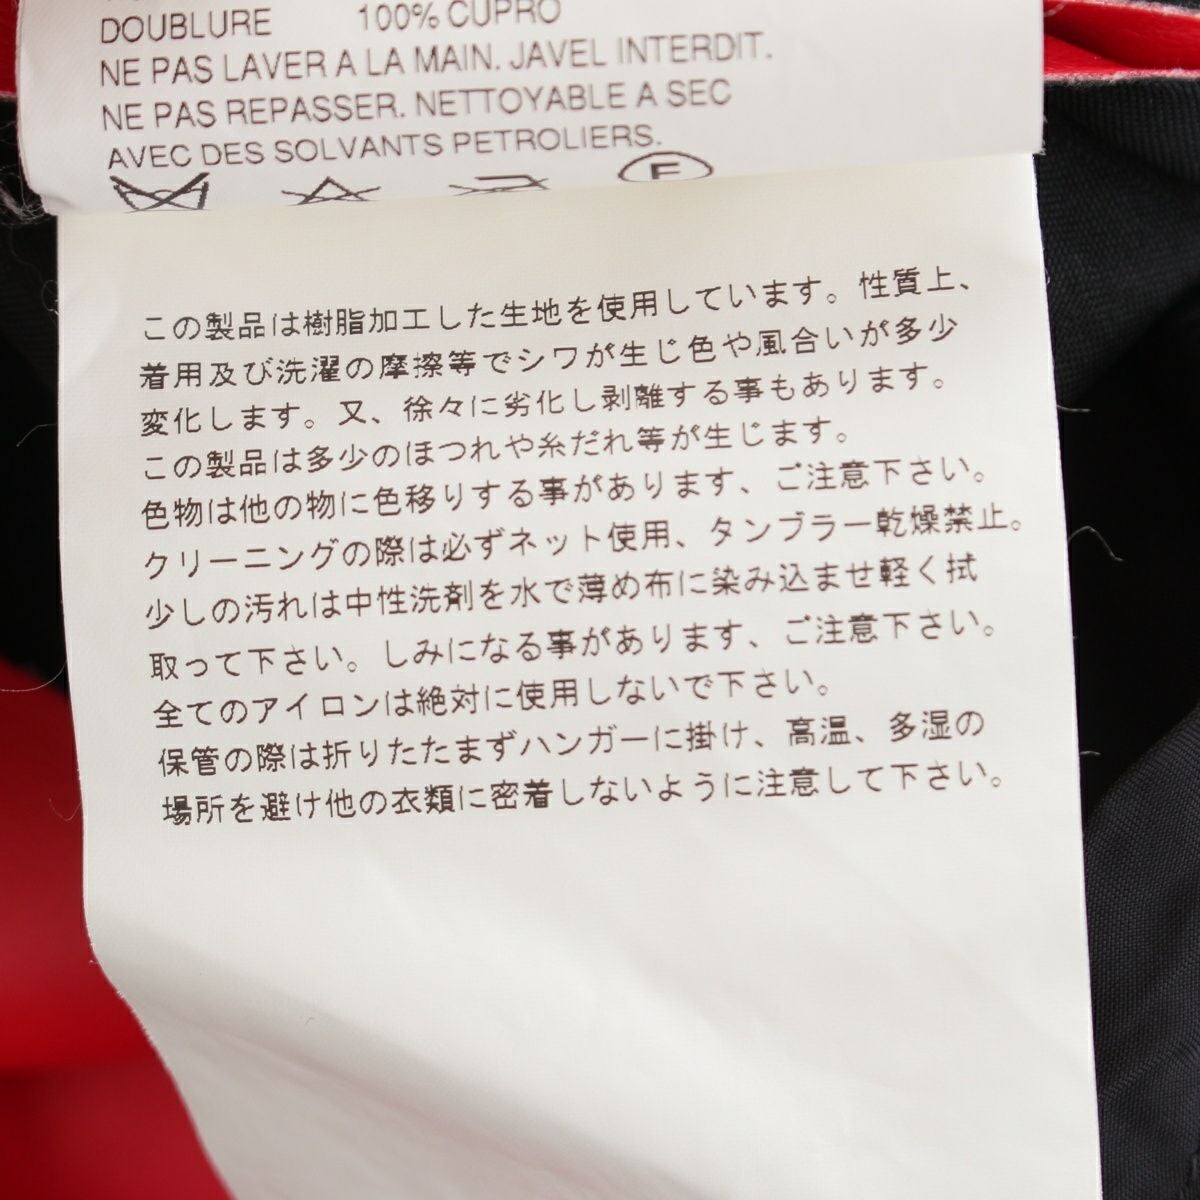 DOUBLURE 100% CUPRO
NE PAS LAVER A LA MAIN. JAVEL INTERDIT.
NE PAS REPASSER. NETTOYABLE A SEC
AVEC DES SOLVANTS PETROLIERS.
F
この製品は樹脂加工した生地を使用しています。性質上、
着用及び洗濯の摩擦等でシワが生じ色や風合いが多少
変化します。又、徐々に劣化し剥離する事もあります。
この製品は多少のほつれや糸だれ等が生じます。
色物は他の物に色移りする事があります、ご注意下さい。
クリーニングの際は必ずネット使用、タンブラー乾燥禁止。
少しの汚れは中性洗剤を水で薄め布に染み込ませ軽く拭
取って下さい。しみになる事があります、ご注意下さい。
全てのアイロンは絶対に使用しないで下さい。
保管の際は折りたたまずハンガーに掛け、高温、多湿の
場所を避け他の衣類に密着しないように注意して下さい。